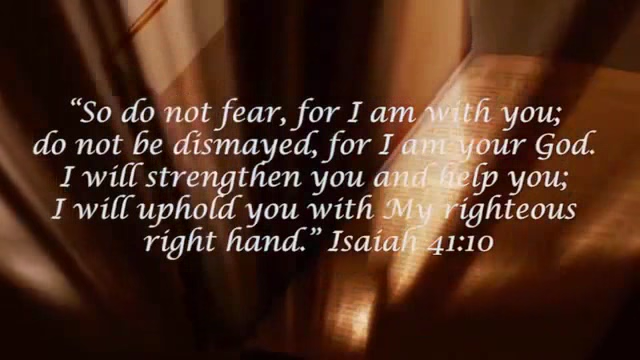 “So do not fear, for I am with you;
do not be dismayed, for I am your God.
I will strengthen you and help you;
I will uphold you with My righteous
right hand.” Isaiah 41:10